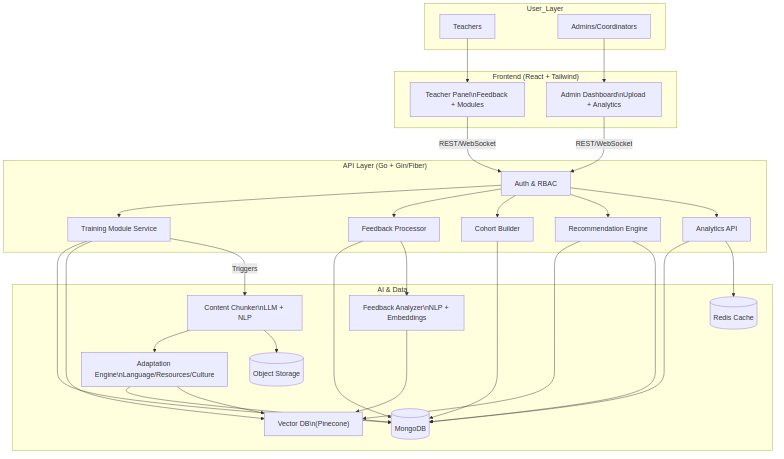 User_Layer
Teachers
Admins/Coordinators
Frontend (React + Tailwind)
Teacher Panel\nFeedback
+ Modules
Admin Dashboard\nUpload
+ Analytics
REST/WebSocket
REST/WebSocket
API Layer (Go + Gin/Fiber)
Auth & RBAC
Training Module Service
Feedback Processor
Cohort Builder
Recommendation Engine
Analytics API
Triggers
AI & Data
Content Chunker\nLLM +
NLP
Feedback Analyzer\nNLP +
Embeddings
Redis Cache
Adaptation
Engine\nLanguage/Resources/Culture
Object Storage
Vector DB\n(Pinecone)
MongoDB